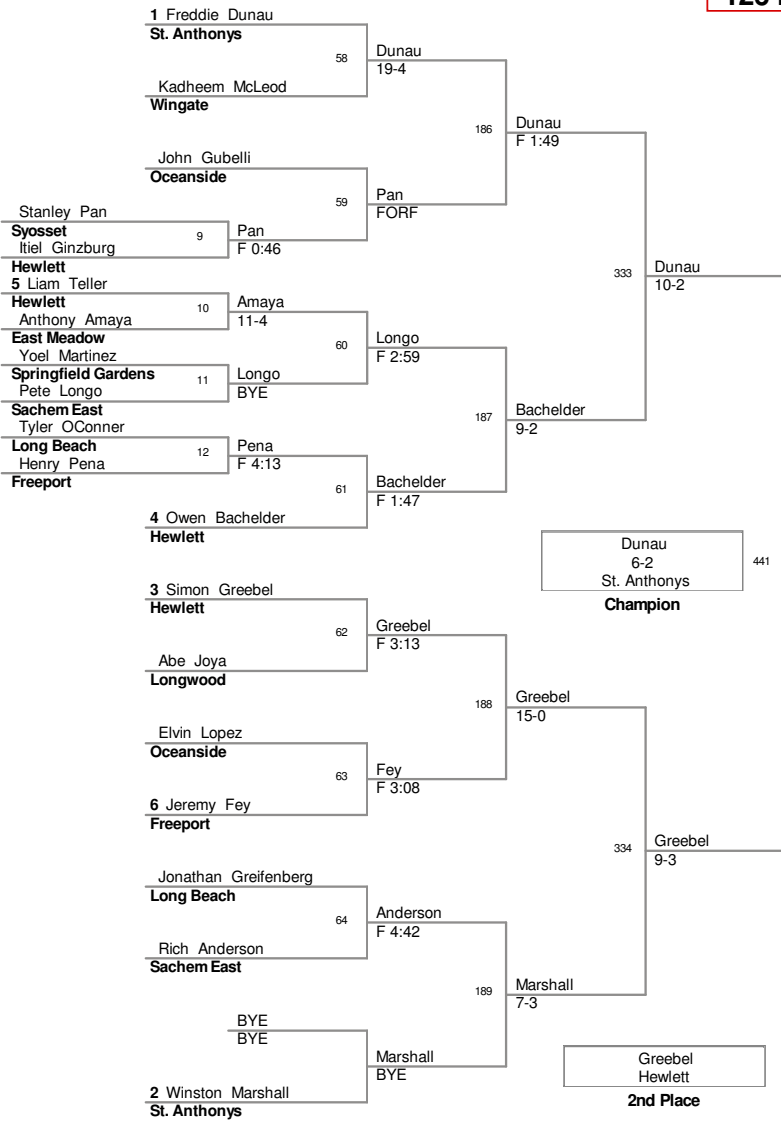 1 Freddie Dunau
St. Anthonys
58
Dunau
19-4
Kadheem McLeod
Wingate
186
Dunau
F 1:49
John Gubelli
Oceanside
59
Pan
FORF
Stanley Pan
Syosset
9
Pan
F 0:46
Itiel Ginzburg
Hewlett
333
Dunau
10-2
5 Liam Teller
Hewlett
10
Amaya
11-4
Anthony Amaya
East Meadow
60
Longo
F 2:59
Yoel Martinez
Springfield Gardens
11
Longo
BYE
Pete Longo
Sachem East
187
Bachelder
9-2
Tyler OConner
Long Beach
12
Pena
F 4:13
Henry Pena
Freeport
61
Bachelder
F 1:47
4 Owen Bachelder
Hewlett
Dunau
6-2
St. Anthonys
441
Champion
3 Simon Greebel
Hewlett
62
Greebel
F 3:13
Abe Joya
Longwood
188
Greebel
15-0
Elvin Lopez
Oceanside
63
Fey
F 3:08
6 Jeremy Fey
Freeport
334
Greebel
9-3
Jonathan Greifenberg
Long Beach
64
Anderson
F 4:42
Rich Anderson
Sachem East
189
Marshall
7-3
BYE
BYE
Marshall
BYE
2 Winston Marshall
St. Anthonys
Greebel
Hewlett
2nd Place